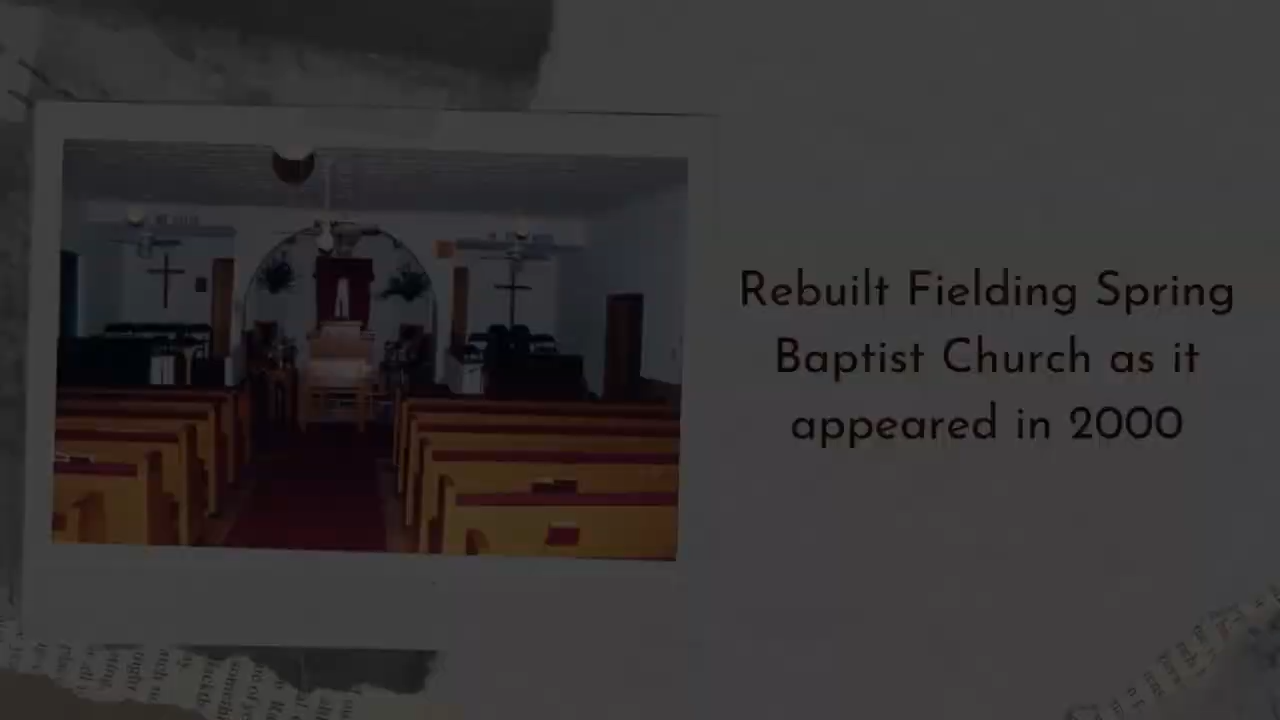 Rebuilt Fielding Spring
Baptist Church as it
appeared in 2000